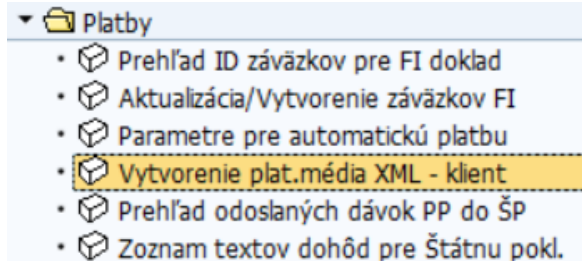 Platby
Prehľad ID záväzkov pre FI doklad
Aktualizácia/Vytvorenie záväzkov FI
Parametre pre automatickú platbu
Vytvorenie plat.média XML - klient
Prehľad odoslaných dávok PP do ŠP
Zoznam textov dohôd pre Štátnu pokl.